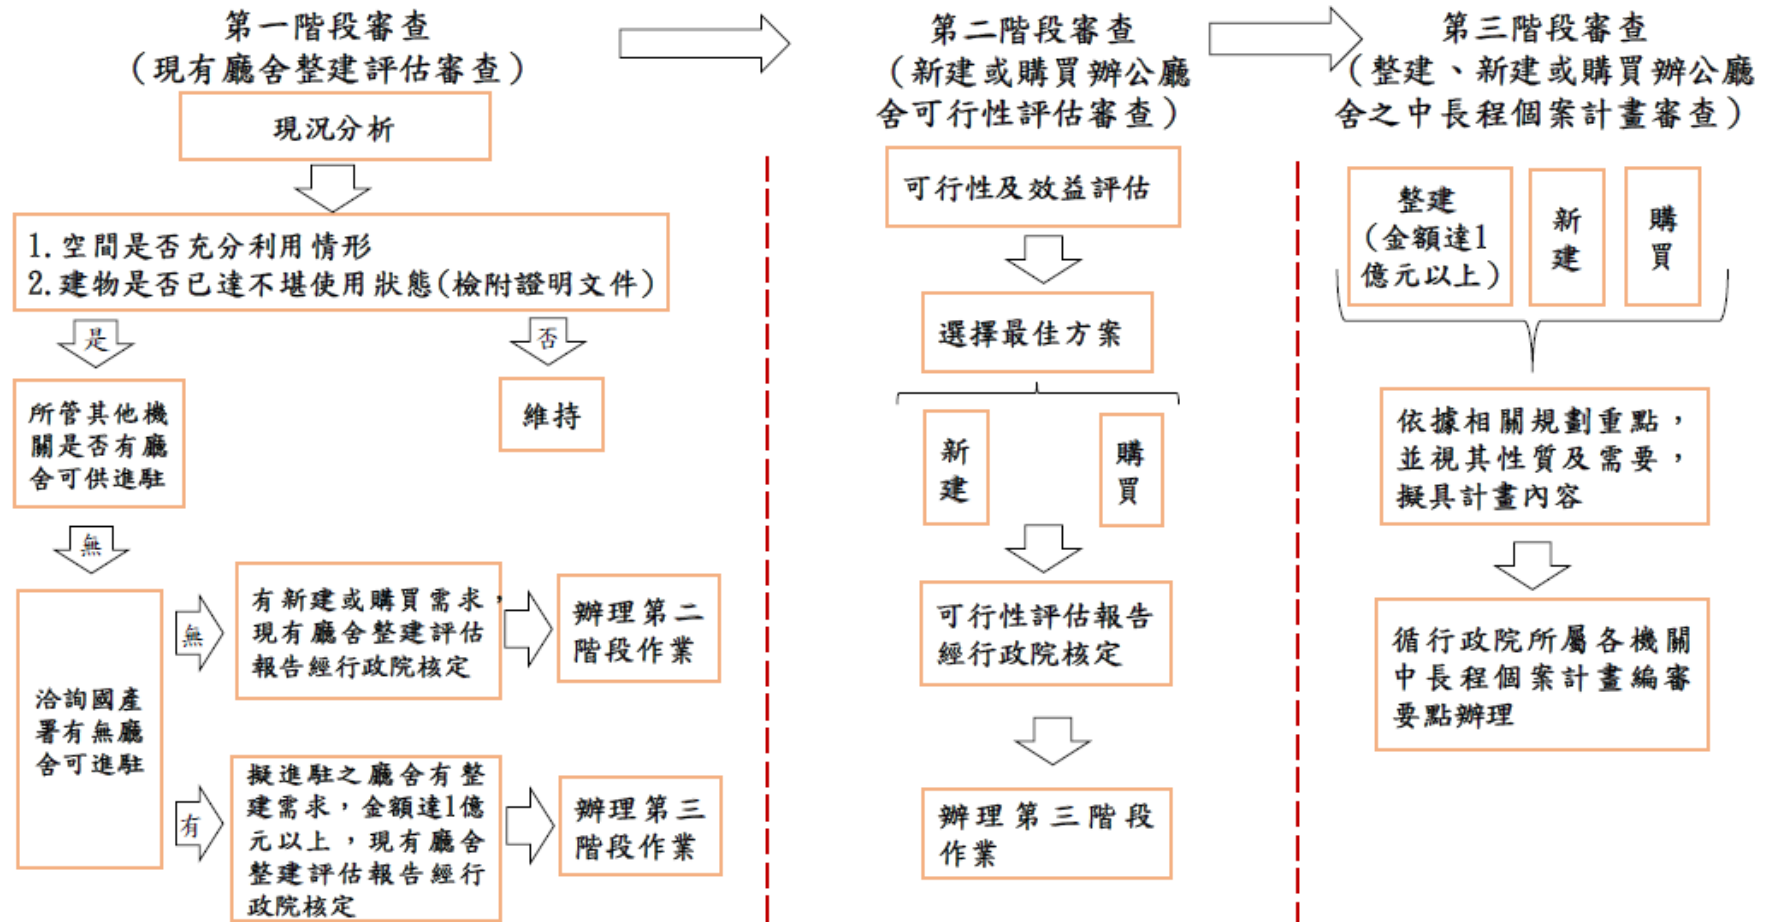 第一階段審查
(現有廳舍整建評估審查)
現況分析
1.空間是否充分利用情形
2.建物是否已達不堪使用狀態(檢附證明文件)
是
否
所管其他機
關是否有廳
舍可供進駐
維持
無
洽詢國產
署有無廳
舍可進駐
無
有新建或購買需求，
現有廳舍整建評估
報告經行政院核定
辦理第二
階段作業
有
擬進駐之廳舍有整
建需求，金額達1億
元以上，現有廳舍
整建評估報告經行
政院核定
辦理第三
階段作業
第二階段審查
(新建或購買辦公廳
舍可行性評估審查)
可行性及效益評估
選擇最佳方案
新
建
購
買
可行性評估報告
經行政院核定
辦理第三階段
作業
第三階段審查
(整建、新建或購買辦公廳
舍之中長程個案計畫審查)
整建
(金額達1
億元以上)
新
建
購
買
依據相關規劃重點，
並視其性質及需要，
擬具計畫內容
循行政院所屬各機關
中長程個案計畫編審
要點辦理